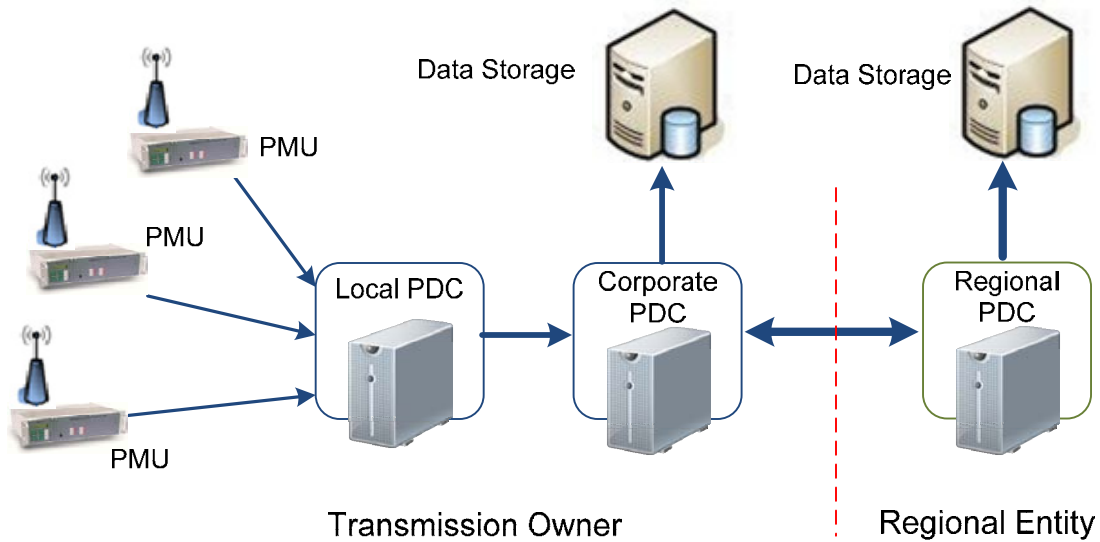 Data Storage
Data Storage
PMU
PMU
PMU
Local PDC
Corporate
PDC
Regional
PDC
Transmission Owner
Regional Entity